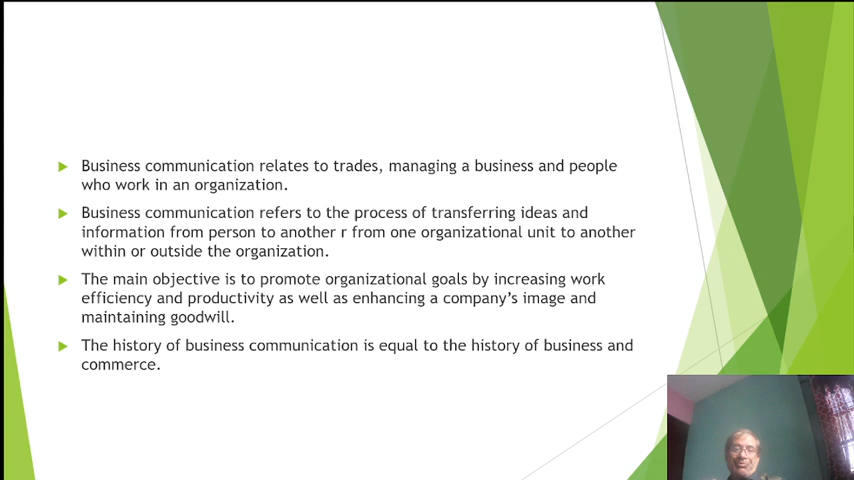 Business communication relates to trades, managing a business and people
who work in an organization.
Business communication refers to the process of transferring ideas and
information from person to another r from one organizational unit to another
within or outside the organization.
The main objective is to promote organizational goals by increasing work
efficiency and productivity as well as enhancing a company's image and
maintaining goodwill.
The history of business communication is equal to the history of business and
commerce.